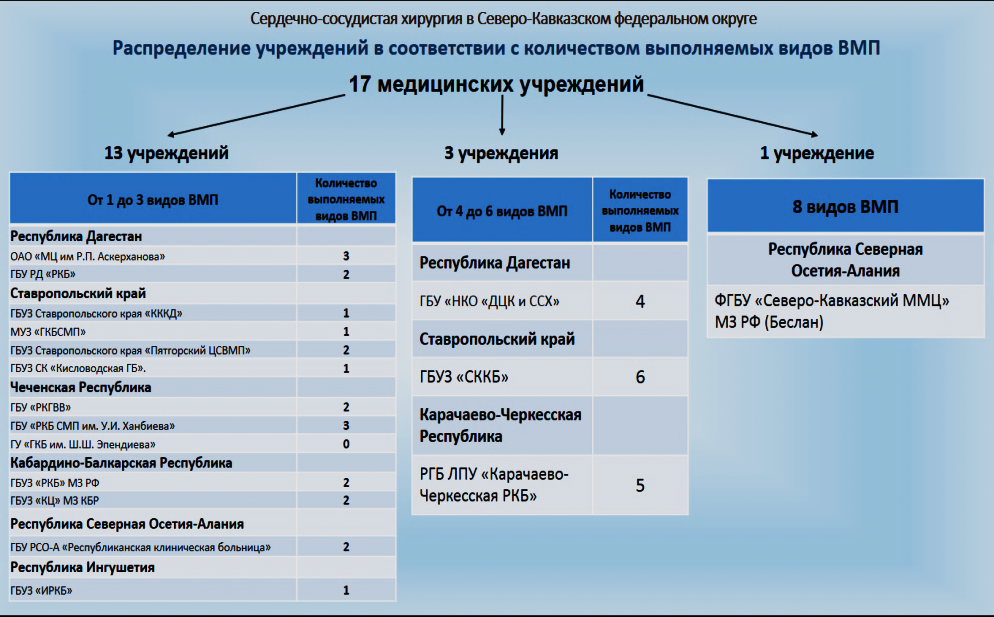 Сердечно-сосудистая хирургия в Северо-Кавказском федеральном округе
Распределение учреждений в соответствии с количеством выполняемых видов ВМП
17 медицинских учреждений
13 учреждений
От 1 до 3 видов ВМП
Количество
выполняемых
видов ВМП
Республика Дагестан
ОАО «МЦ им Р.П. Аскерханова» 3
ГБУ РД «РКБ» 2
Ставропольский край
ГБУЗ Ставропольского края «КККД» 1
МУЗ «ГКБСМП» 1
ГБУЗ Ставропольского края «Пятгорский ЦСВМП» 2
ГБУЗ СК «Кисловодская ГБ». 1
Чеченская Республика
ГБУ «РКГВВ» 2
ГБУ «РКБ СМП им. У.И. Ханбиева» 3
ГУ «ГКБ им. Ш.Ш. Эпендиева» 0
Кабардино-Балкарская Республика
ГБУЗ «РКБ» МЗ РФ 2
ГБУЗ «КЦ» МЗ КБР 2
Республика Северная Осетия-Алания
ГБУ РСО-А «Республиканская клиническая больница» 2
Республика Ингушетия
ГБУЗ «ИРКБ» 1
3 учреждения
От 4 до 6 видов ВМП
Количество
выполняемых
видов ВМП
Республика Дагестан
ГБУ «НКО «ДЦК и ССХ» 4
Ставропольский край
ГБУЗ «СККБ» 6
Карачаево-Черкесская
Республика
РГБ ЛПУ «Карачаево-
Черкесская РКБ» 5
1 учреждение
8 видов ВМП
Республика Северная
Осетия-Алания
ФГБУ «Северо-Кавказский ММЦ»
МЗ РФ (Беслан)